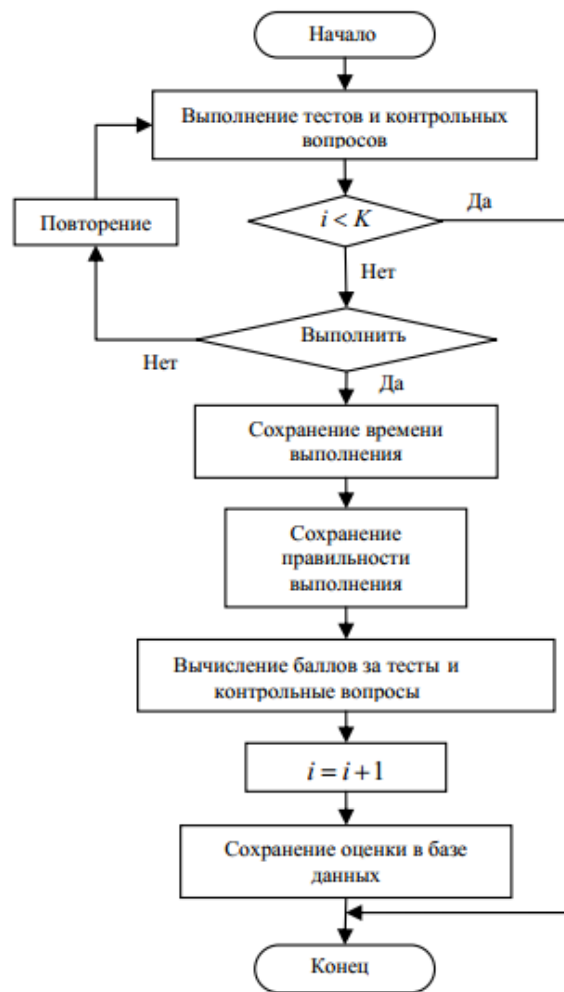 Начало
Выполнение тестов и контрольных
вопросов
Повторение
i < K
Да
Нет
Выполнить
Нет
Да
Сохранение времени
выполнения
Сохранение
правильности
выполнения
Вычисление баллов за тесты и
контрольные вопросы
i = i + 1
Сохранение оценки в базе
данных
Конец